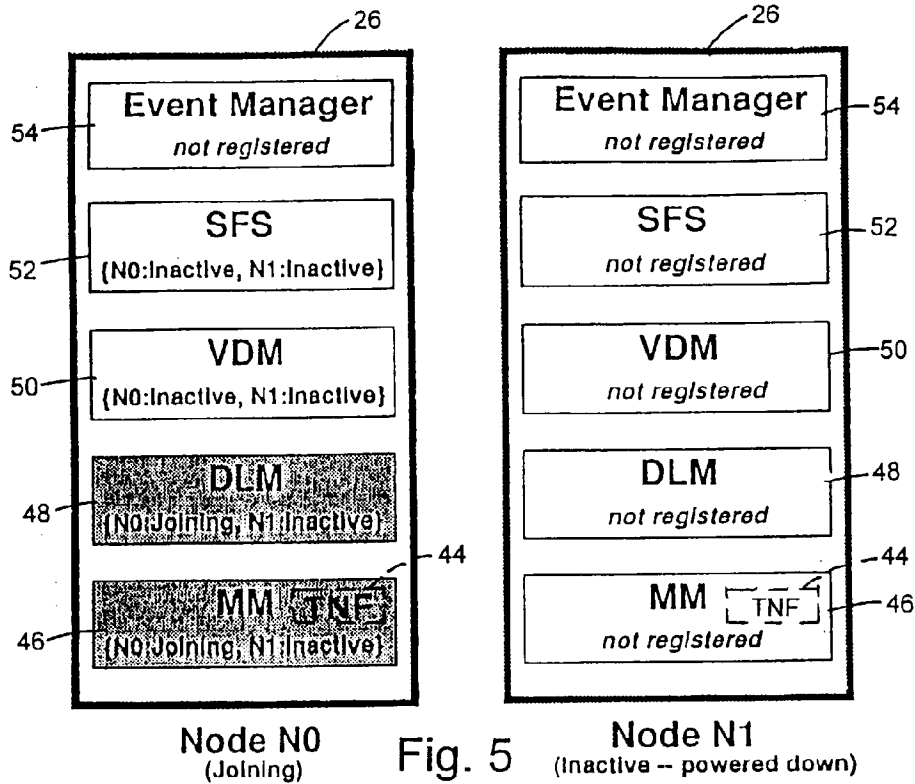 26
Event Manager
not registered
54
SFS
{N0:Inactive, N1:Inactive}
52
VDM
{N0:Inactive, N1:Inactive}
50
DLM
{N0:Joining, N1:Inactive}
48
44
MM TNF
{N0:Joining, N1:Inactive}
46
Node N0
(Joining)
26
Event Manager
not registered
54
SFS
not registered
52
VDM
not registered
50
DLM
not registered
48
44
MM TNF
not registered
46
Node N1
(Inactive -- powered down)
Fig. 5